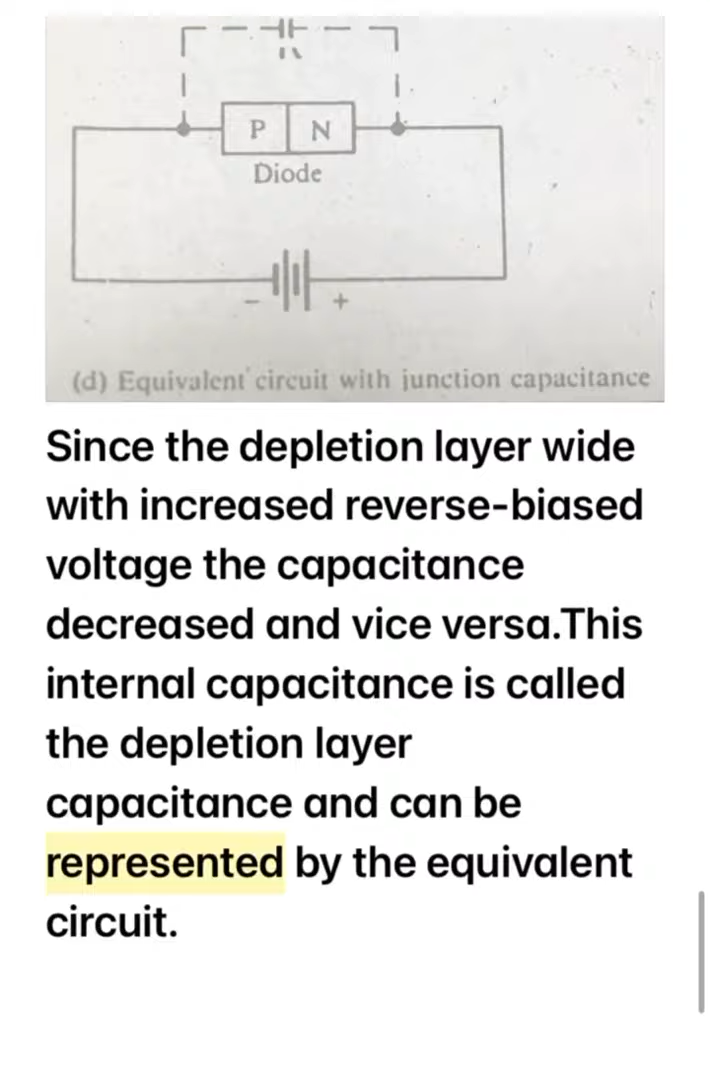 P N
Diode
- +
(d) Equivalent circuit with junction capacitance
Since the depletion layer wide
with increased reverse-biased
voltage the capacitance
decreased and vice versa.This
internal capacitance is called
the depletion layer
capacitance and can be
represented by the equivalent
circuit.